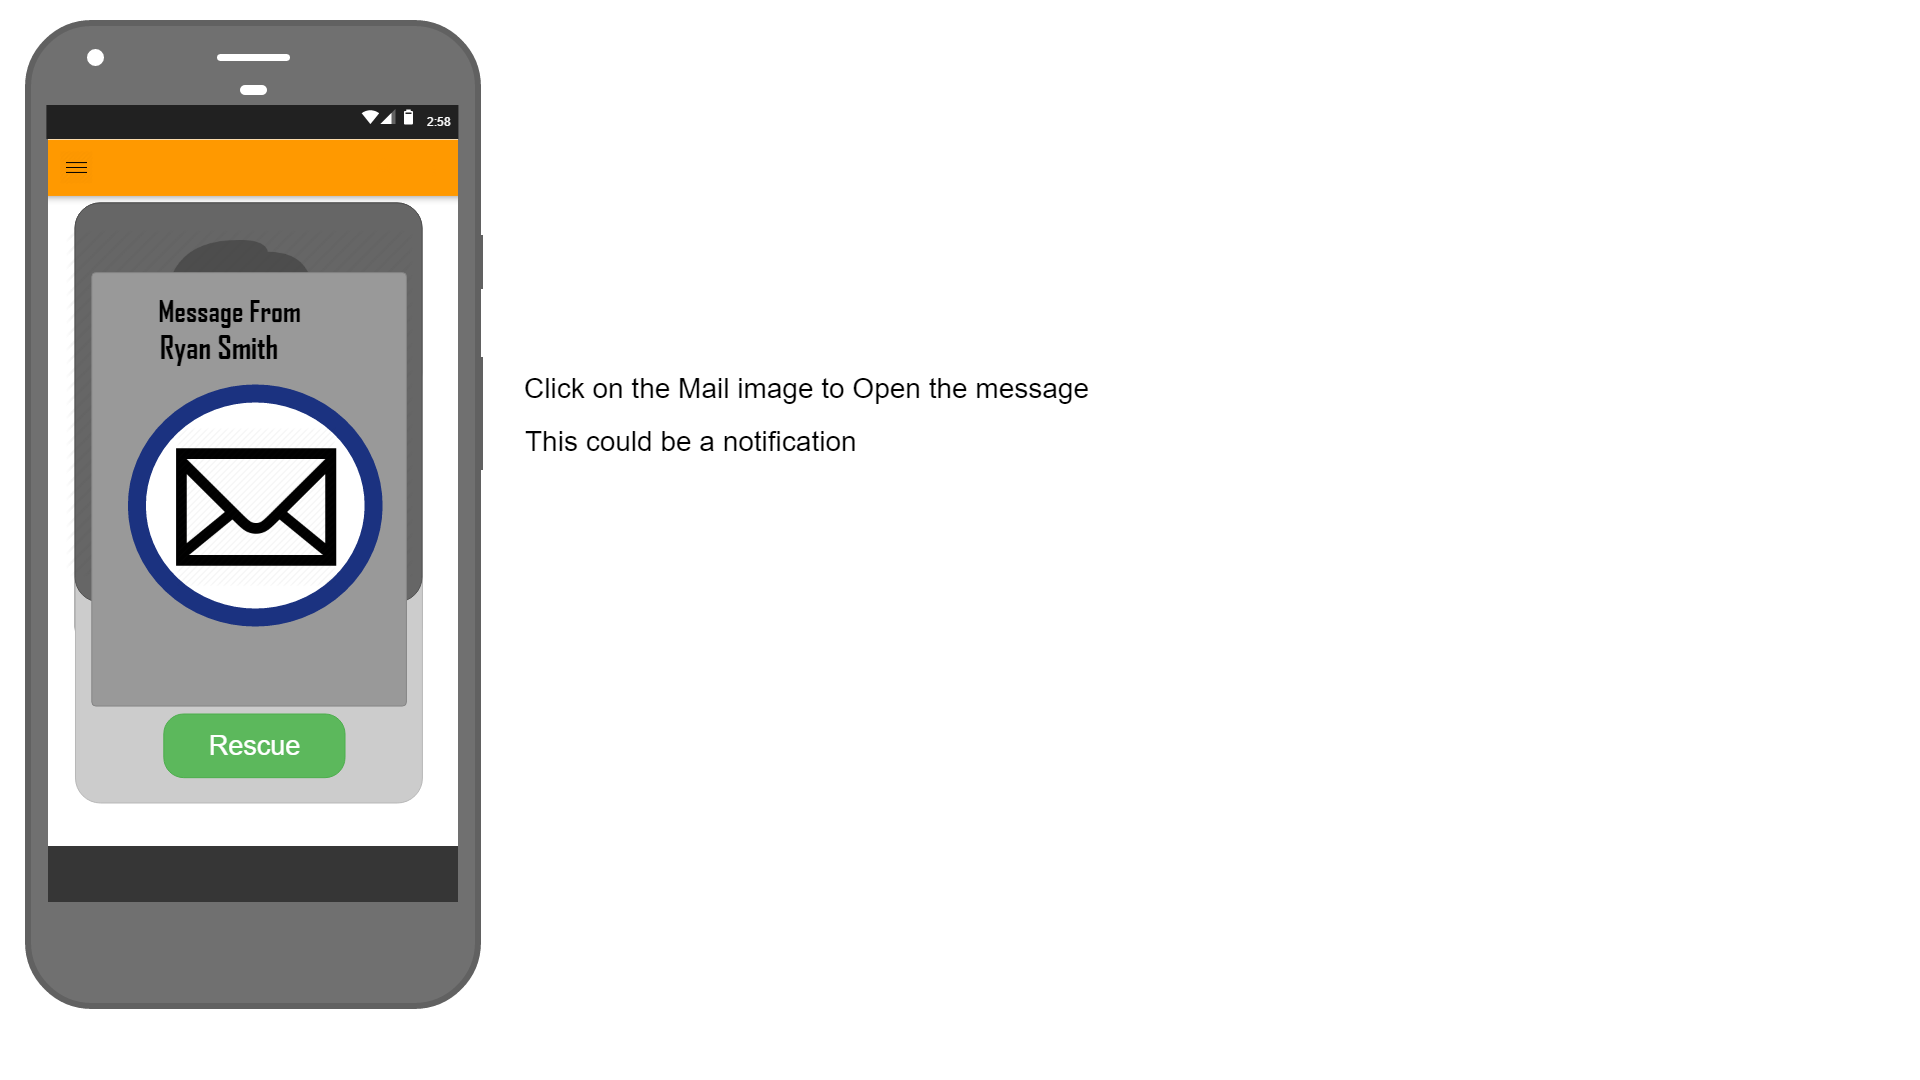 2:58
Message From
Ryan Smith
Click on the Mail image to Open the message
This could be a notification
Rescue